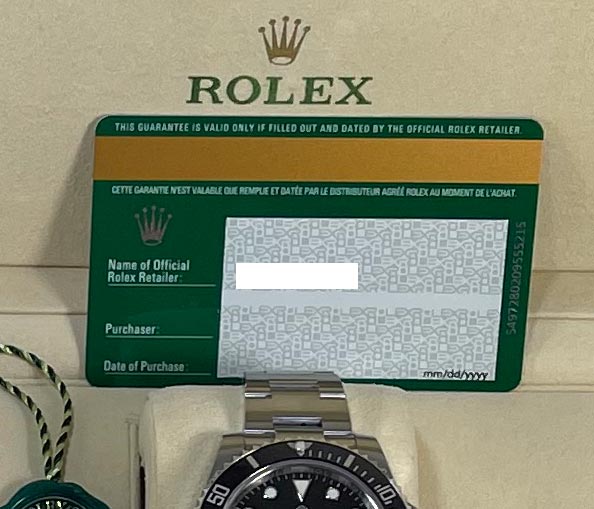 ROLEX
THIS GUARANTEE IS VALID ONLY IF FILLED OUT AND DATED BY THE OFFICIAL ROLEX RETAILER.
CETTE GARANTIE N'EST VALABLE QUE REMPLIE ET DATÉE PAR LE DISTRIBUTEUR AGRÉÉ ROLEX AU MOMENT DE L'ACHAT.
Name of Official
Rolex Retailer:
Purchaser:
Date of Purchase:
mm/dd/yyyy
5497280209555215
50
10